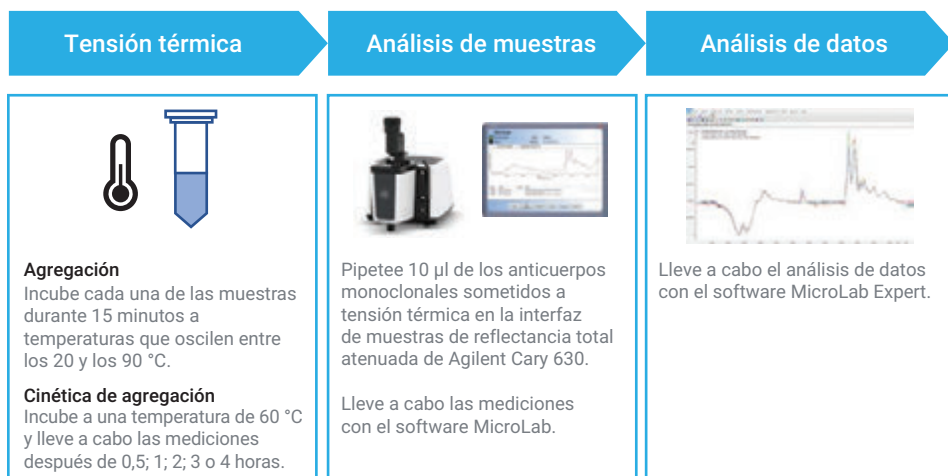 Tensión térmica
Análisis de muestras
Análisis de datos
Agregación
Incube cada una de las muestras
durante 15 minutos a
temperaturas que oscilen entre
los 20 y los 90 °C.
Cinética de agregación
Incube a una temperatura de 60 °C
y lleve a cabo las mediciones
después de 0,5; 1; 2; 3 o 4 horas.
Pipetee 10 µl de los anticuerpos
monoclonales sometidos a
tensión térmica en la interfaz
de muestras de reflectancia total
atenuada de Agilent Cary 630.
Lleve a cabo las mediciones
con el software MicroLab.
Lleve a cabo el análisis de datos
con el software MicroLab Expert.